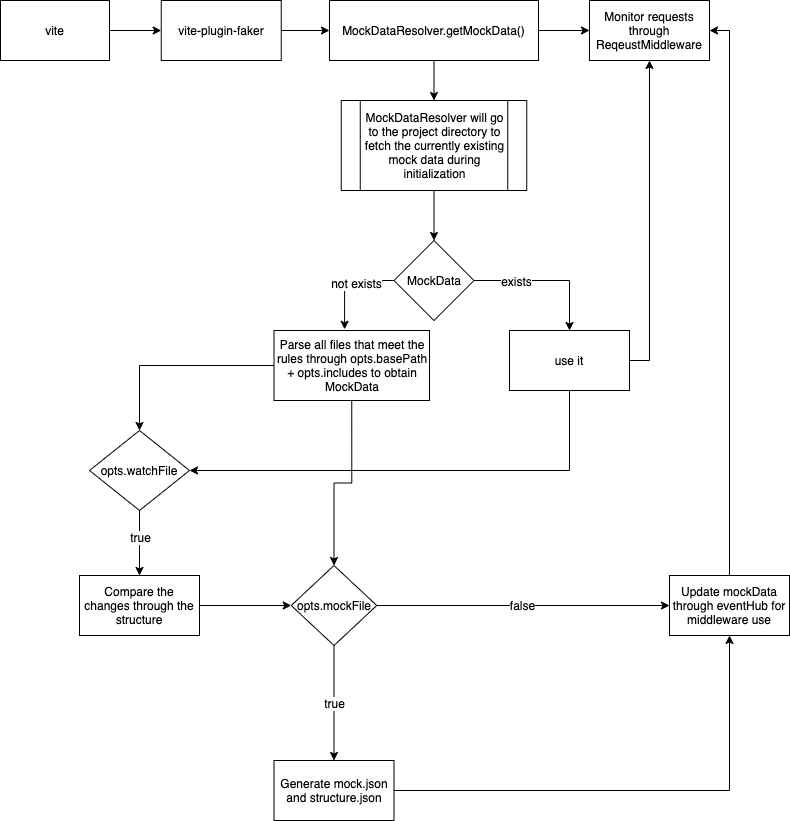 vite
vite-plugin-faker
MockDataResolver.getMockData()
Monitor requests
through
ReqeustMiddleware
MockDataResolver will go
to the project directory to
fetch the currently existing
mock data during
initialization
MockData
not exists
exists
Parse all files that meet the
rules through opts.basePath
+ opts.includes to obtain
MockData
use it
opts.watchFile
true
Compare the
changes through the
structure
opts.mockFile
false
Update mockData
through eventHub for
middleware use
true
Generate mock.json
and structure.json